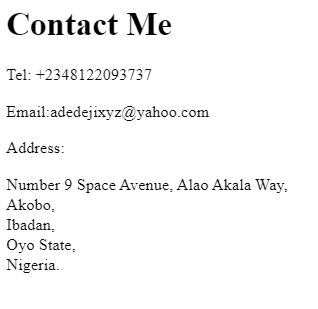 Contact Me
Tel: +2348122093737
Email:adedejixyz@yahoo.com
Address:
Number 9 Space Avenue, Alao Akala Way,
Akobo,
Ibadan,
Oyo State,
Nigeria.